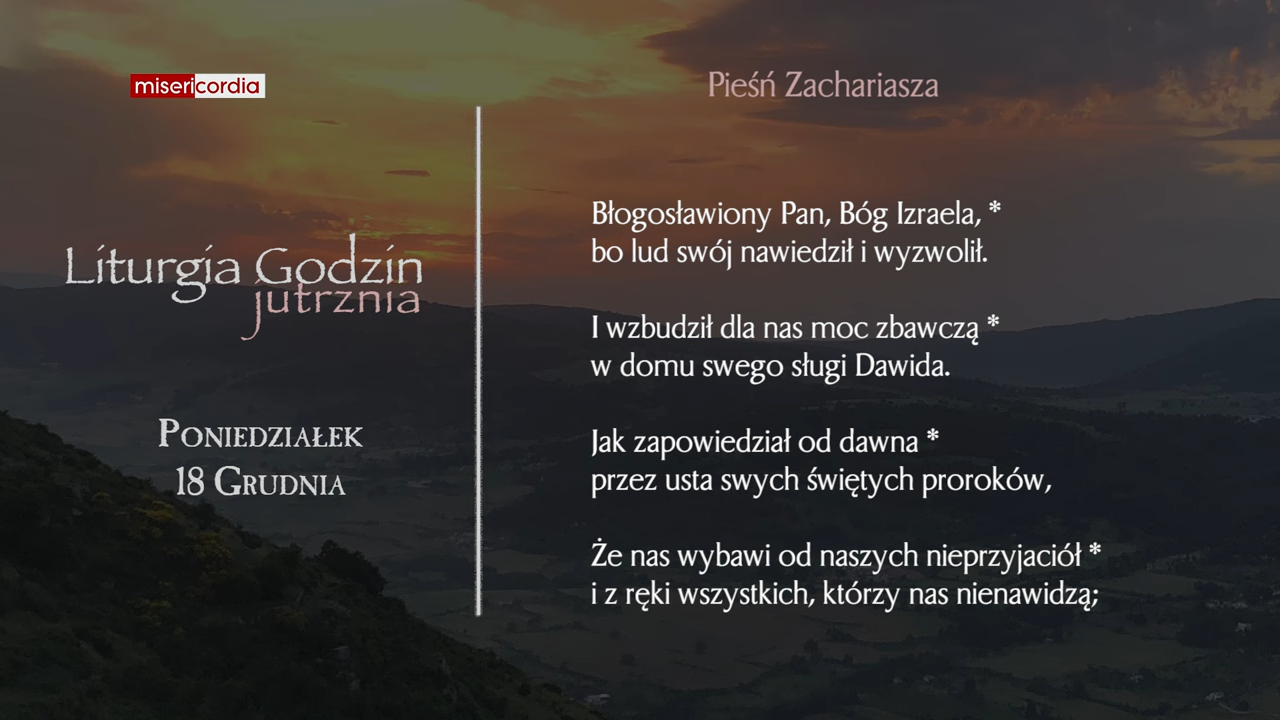 misericordia
Liturgia Godzin
jutrznia
Poniedziałek
18 Grudnia
Pieśń Zachariasza
Błogosławiony Pan, Bóg Izraela, *
bo lud swój nawiedził i wyzwolił.
I wzbudził dla nas moc zbawczą *
w domu swego sługi Dawida.
Jak zapowiedział od dawna *
przez usta swych świętych proroków,
Że nas wybawi od naszych nieprzyjaciół *
i z ręki wszystkich, którzy nas nienawidzą;